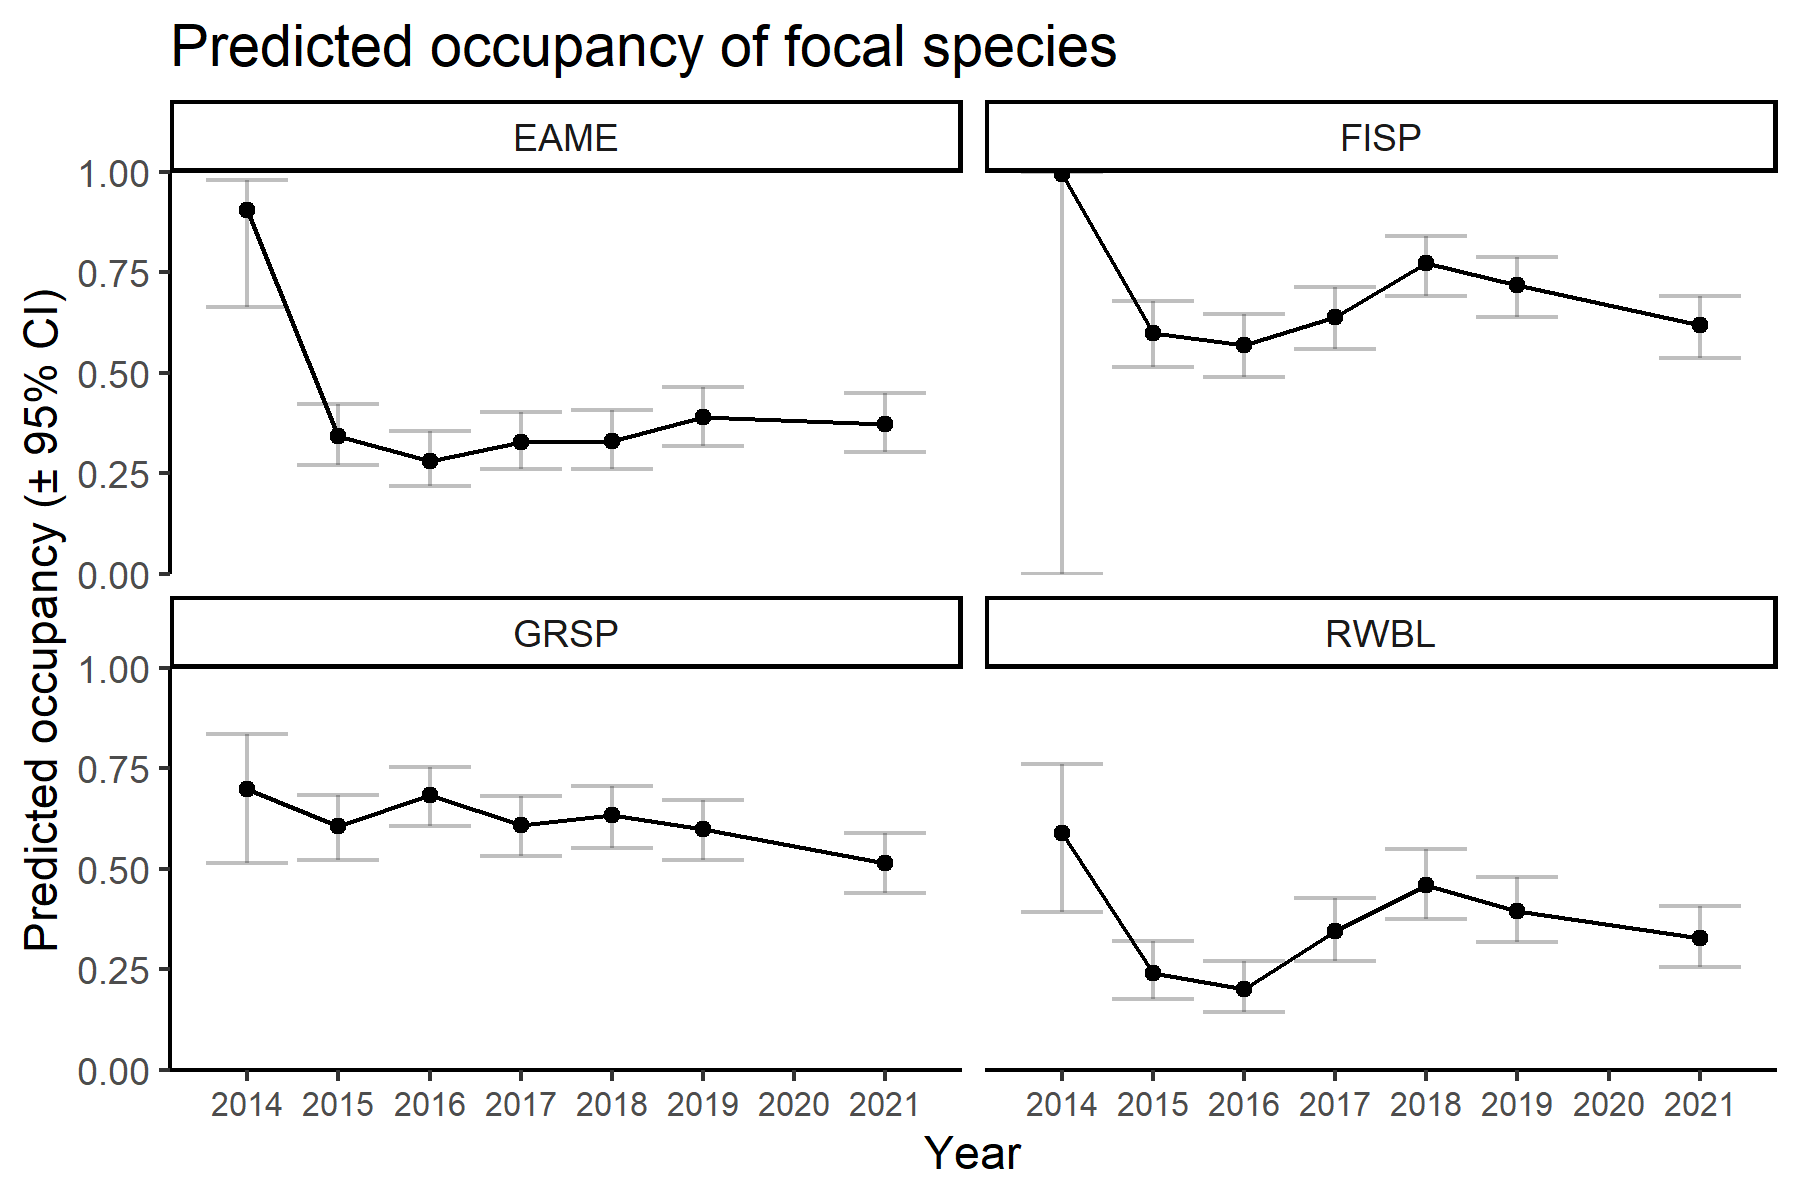 Predicted occupancy of focal species
EAME
FISP
1.00
0.75
0.50
0.25
0.00
GRSP
RWBL
1.00
0.75
0.50
0.25
0.00
Predicted occupancy (± 95% CI)
2014 2015 2016 2017 2018 2019 2020 2021
2014 2015 2016 2017 2018 2019 2020 2021
Year